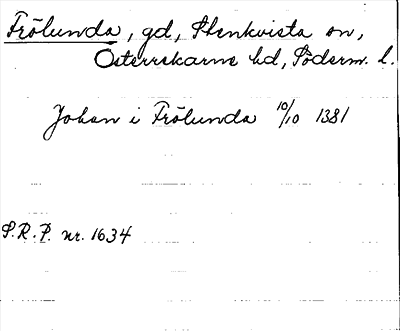 Frölunda, gd, Stenkvista sn,
Österrekarne hd, Söderm. l.
Johan i Frölunda 10/10 1381
S.R.P. nr. 1634